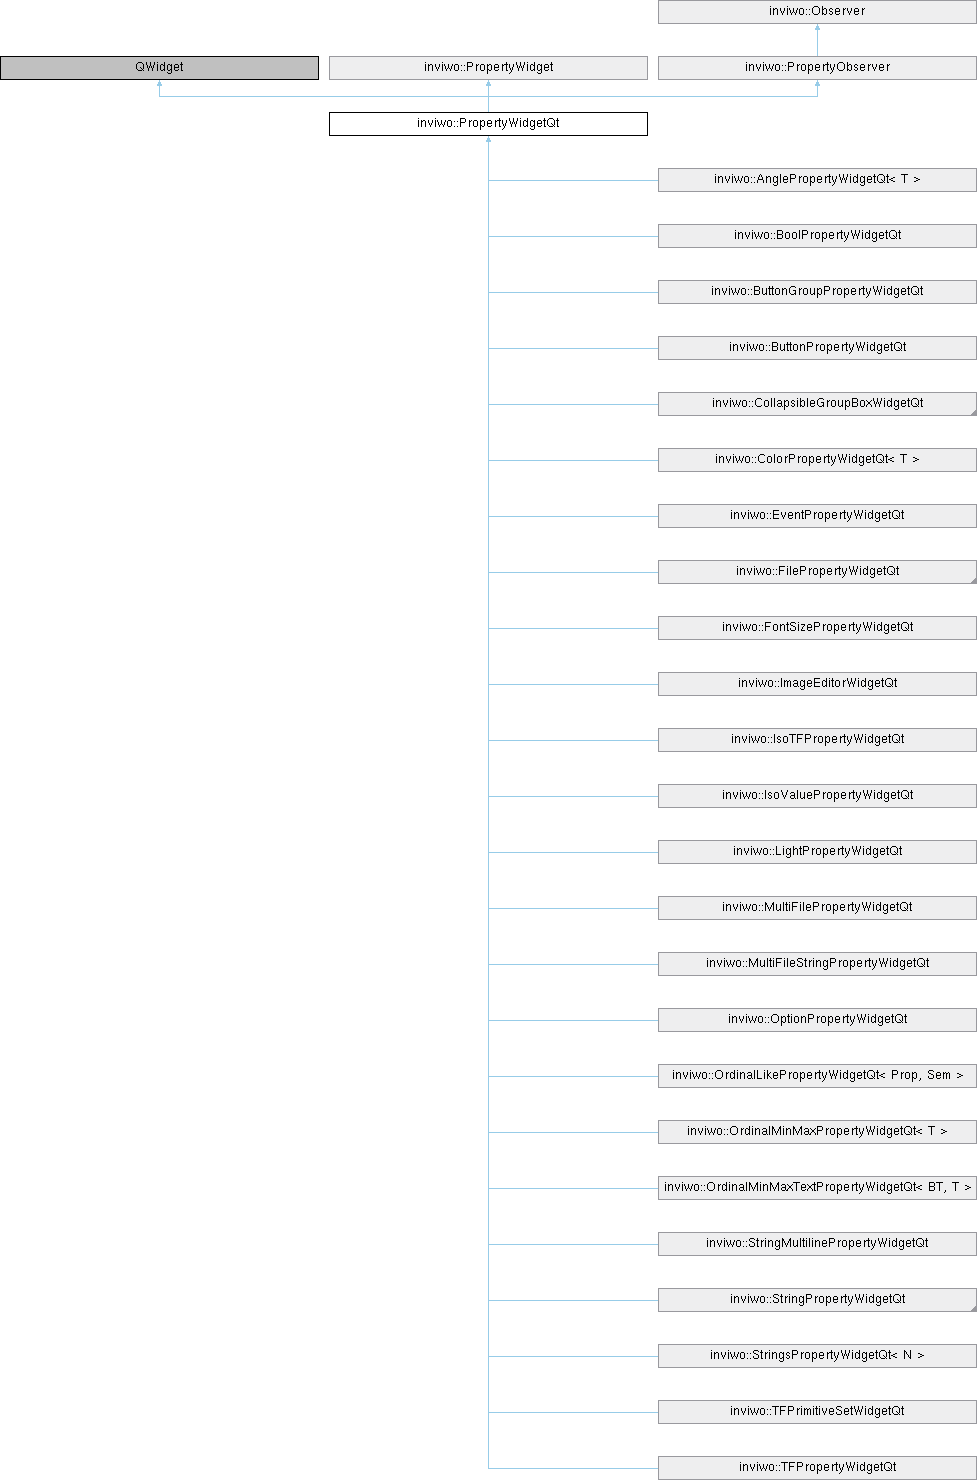 inviwo::Observer
QWidget
inviwo::PropertyWidget
inviwo::PropertyObserver
inviwo::PropertyWidgetQt
inviwo::AnglePropertyWidgetQt< T >
inviwo::BoolPropertyWidgetQt
inviwo::ButtonGroupPropertyWidgetQt
inviwo::ButtonPropertyWidgetQt
inviwo::CollapsibleGroupBoxWidgetQt
inviwo::ColorPropertyWidgetQt< T >
inviwo::EventPropertyWidgetQt
inviwo::FilePropertyWidgetQt
inviwo::FontSizePropertyWidgetQt
inviwo::ImageEditorWidgetQt
inviwo::IsoTFPropertyWidgetQt
inviwo::IsoValuePropertyWidgetQt
inviwo::LightPropertyWidgetQt
inviwo::MultiFilePropertyWidgetQt
inviwo::MultiFileStringPropertyWidgetQt
inviwo::OptionPropertyWidgetQt
inviwo::OrdinalLikePropertyWidgetQt< Prop, Sem >
inviwo::OrdinalMinMaxPropertyWidgetQt< T >
inviwo::OrdinalMinMaxTextPropertyWidgetQt< BT, T >
inviwo::StringMultilinePropertyWidgetQt
inviwo::StringPropertyWidgetQt
inviwo::StringsPropertyWidgetQt< N >
inviwo::TFPrimitiveSetWidgetQt
inviwo::TFPropertyWidgetQt